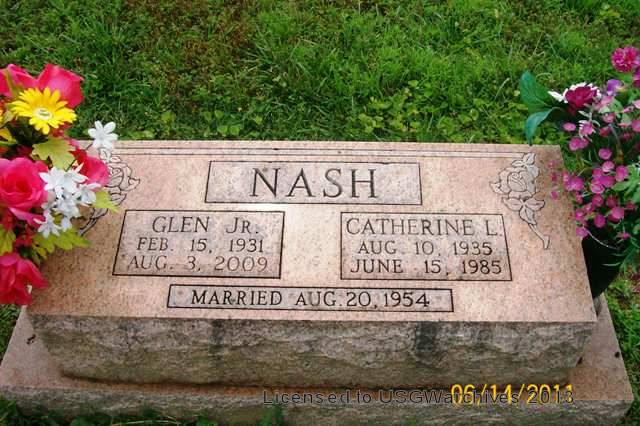 NASH
GLEN JR.
FEB. 15, 1931
AUG. 3, 2009
CATHERINE L.
AUG. 10, 1935
JUNE 15, 1985
MARRIED AUG. 20, 1954
06/14/2011
Licensed to USGWarchives 2013